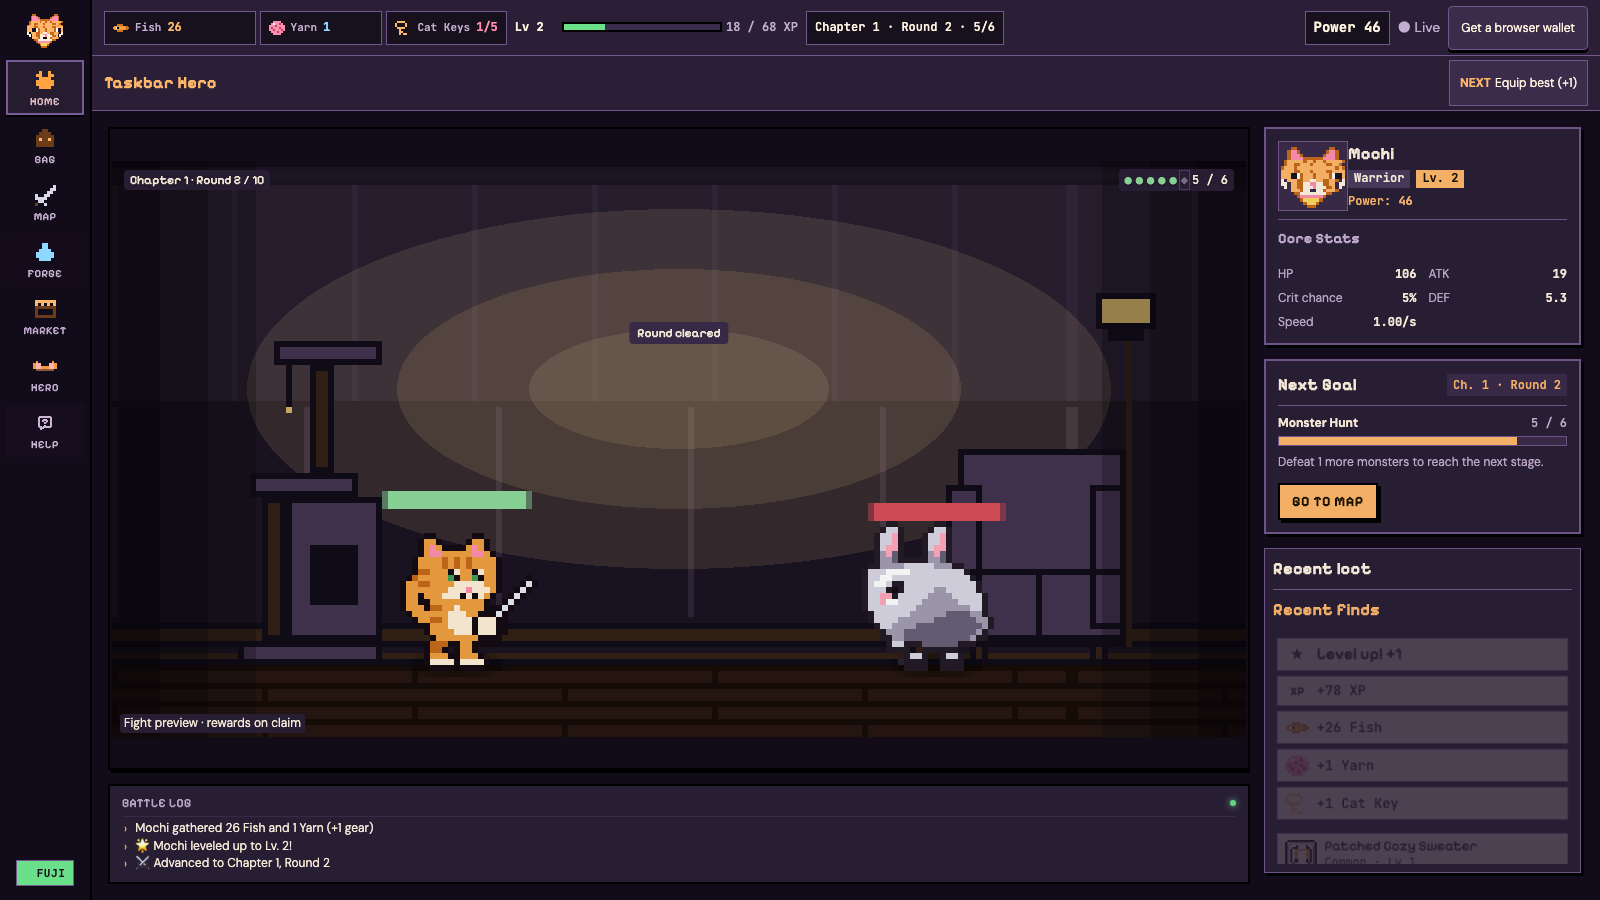 Fish 26
Yarn 1
Cat Keys 1/5
Lv 2
18 / 68 XP
Chapter 1 · Round 2 · 5/6
Power 46
Live
Get a browser wallet
HOME
BAG
MAP
FORGE
MARKET
HERO
HELP
FUJI
Taskbar Hero
NEXT Equip best (+1)
Chapter 1 · Round 2 / 10
5 / 6
Round cleared
Fight preview · rewards on claim
BATTLE LOG
› Mochi gathered 26 Fish and 1 Yarn (+1 gear)
› 🌟 Mochi leveled up to Lv. 2!
› ⚔️ Advanced to Chapter 1, Round 2
Mochi
Warrior
Lv. 2
Power: 46
Core Stats
HP 106 ATK 19
Crit chance 5% DEF 5.3
Speed 1.00/s
Next Goal
Ch. 1 · Round 2
Monster Hunt 5 / 6
Defeat 1 more monsters to reach the next stage.
GO TO MAP
Recent loot
Recent Finds
★ Level up! +1
XP +78 XP
+26 Fish
+1 Yarn
+1 Cat Key
Patched Cozy Sweater
Common · Lv 1